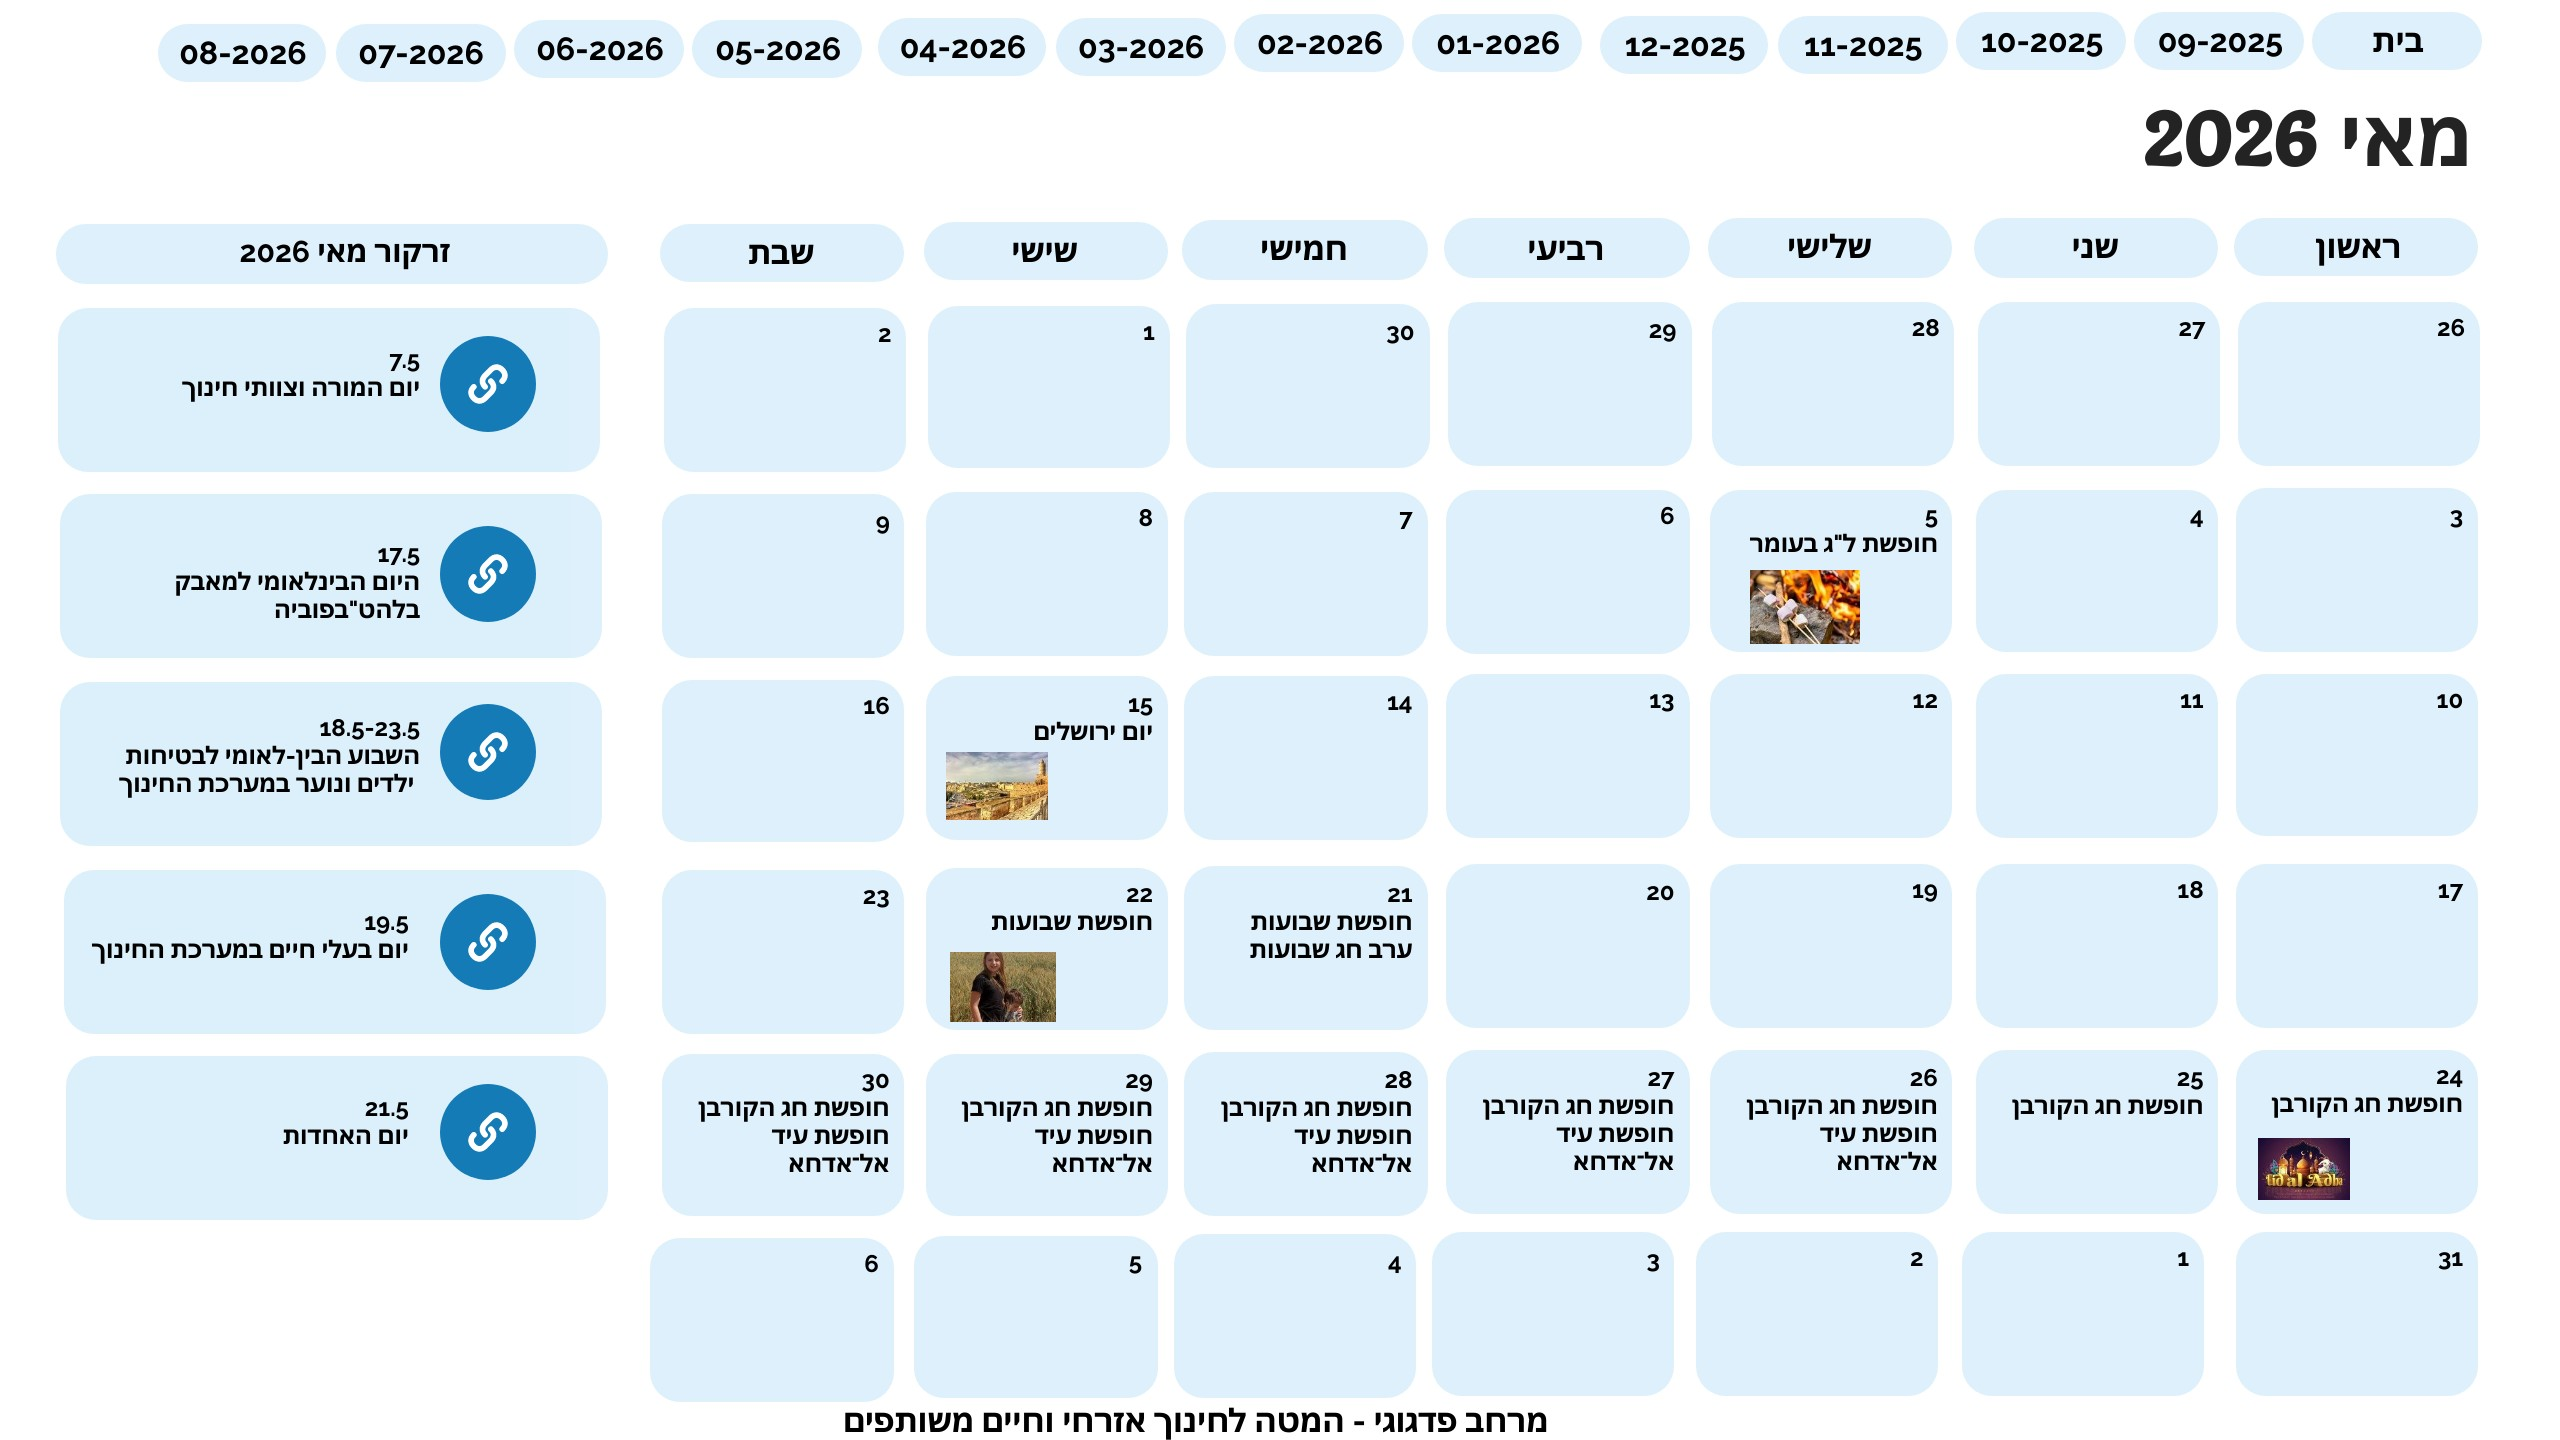 בית
09-2025
10-2025
11-2025
12-2025
01-2026
02-2026
03-2026
04-2026
05-2026
06-2026
07-2026
08-2026
מאי 2026
ראשון
שני
שלישי
רביעי
חמישי
שישי
שבת
זרקור מאי 2026
26
27
28
29
30
1
2
7.5
יום המורה וצוותי חינוך
3
4
5
חופשת ל"ג בעומר
6
7
8
9
17.5
היום הבינלאומי למאבק
בלהט"בפוביה
10
11
12
13
14
15
יום ירושלים
16
18.5-23.5
השבוע הבין-לאומי לבטיחות
ילדים ונוער במערכת החינוך
17
18
19
20
21
חופשת שבועות
ערב חג שבועות
22
חופשת שבועות
23
19.5
יום בעלי חיים במערכת החינוך
24
חופשת חג הקורבן
Eid al Adha
25
חופשת חג הקורבן
26
חופשת חג הקורבן
חופשת עיד
אל־אדחא
27
חופשת חג הקורבן
חופשת עיד
אל־אדחא
28
חופשת חג הקורבן
חופשת עיד
אל־אדחא
29
חופשת חג הקורבן
חופשת עיד
אל־אדחא
30
חופשת חג הקורבן
חופשת עיד
אל־אדחא
21.5
יום האחדות
31
1
2
3
4
5
6
מרחב פדגוגי - המטה לחינוך אזרחי וחיים משותפים